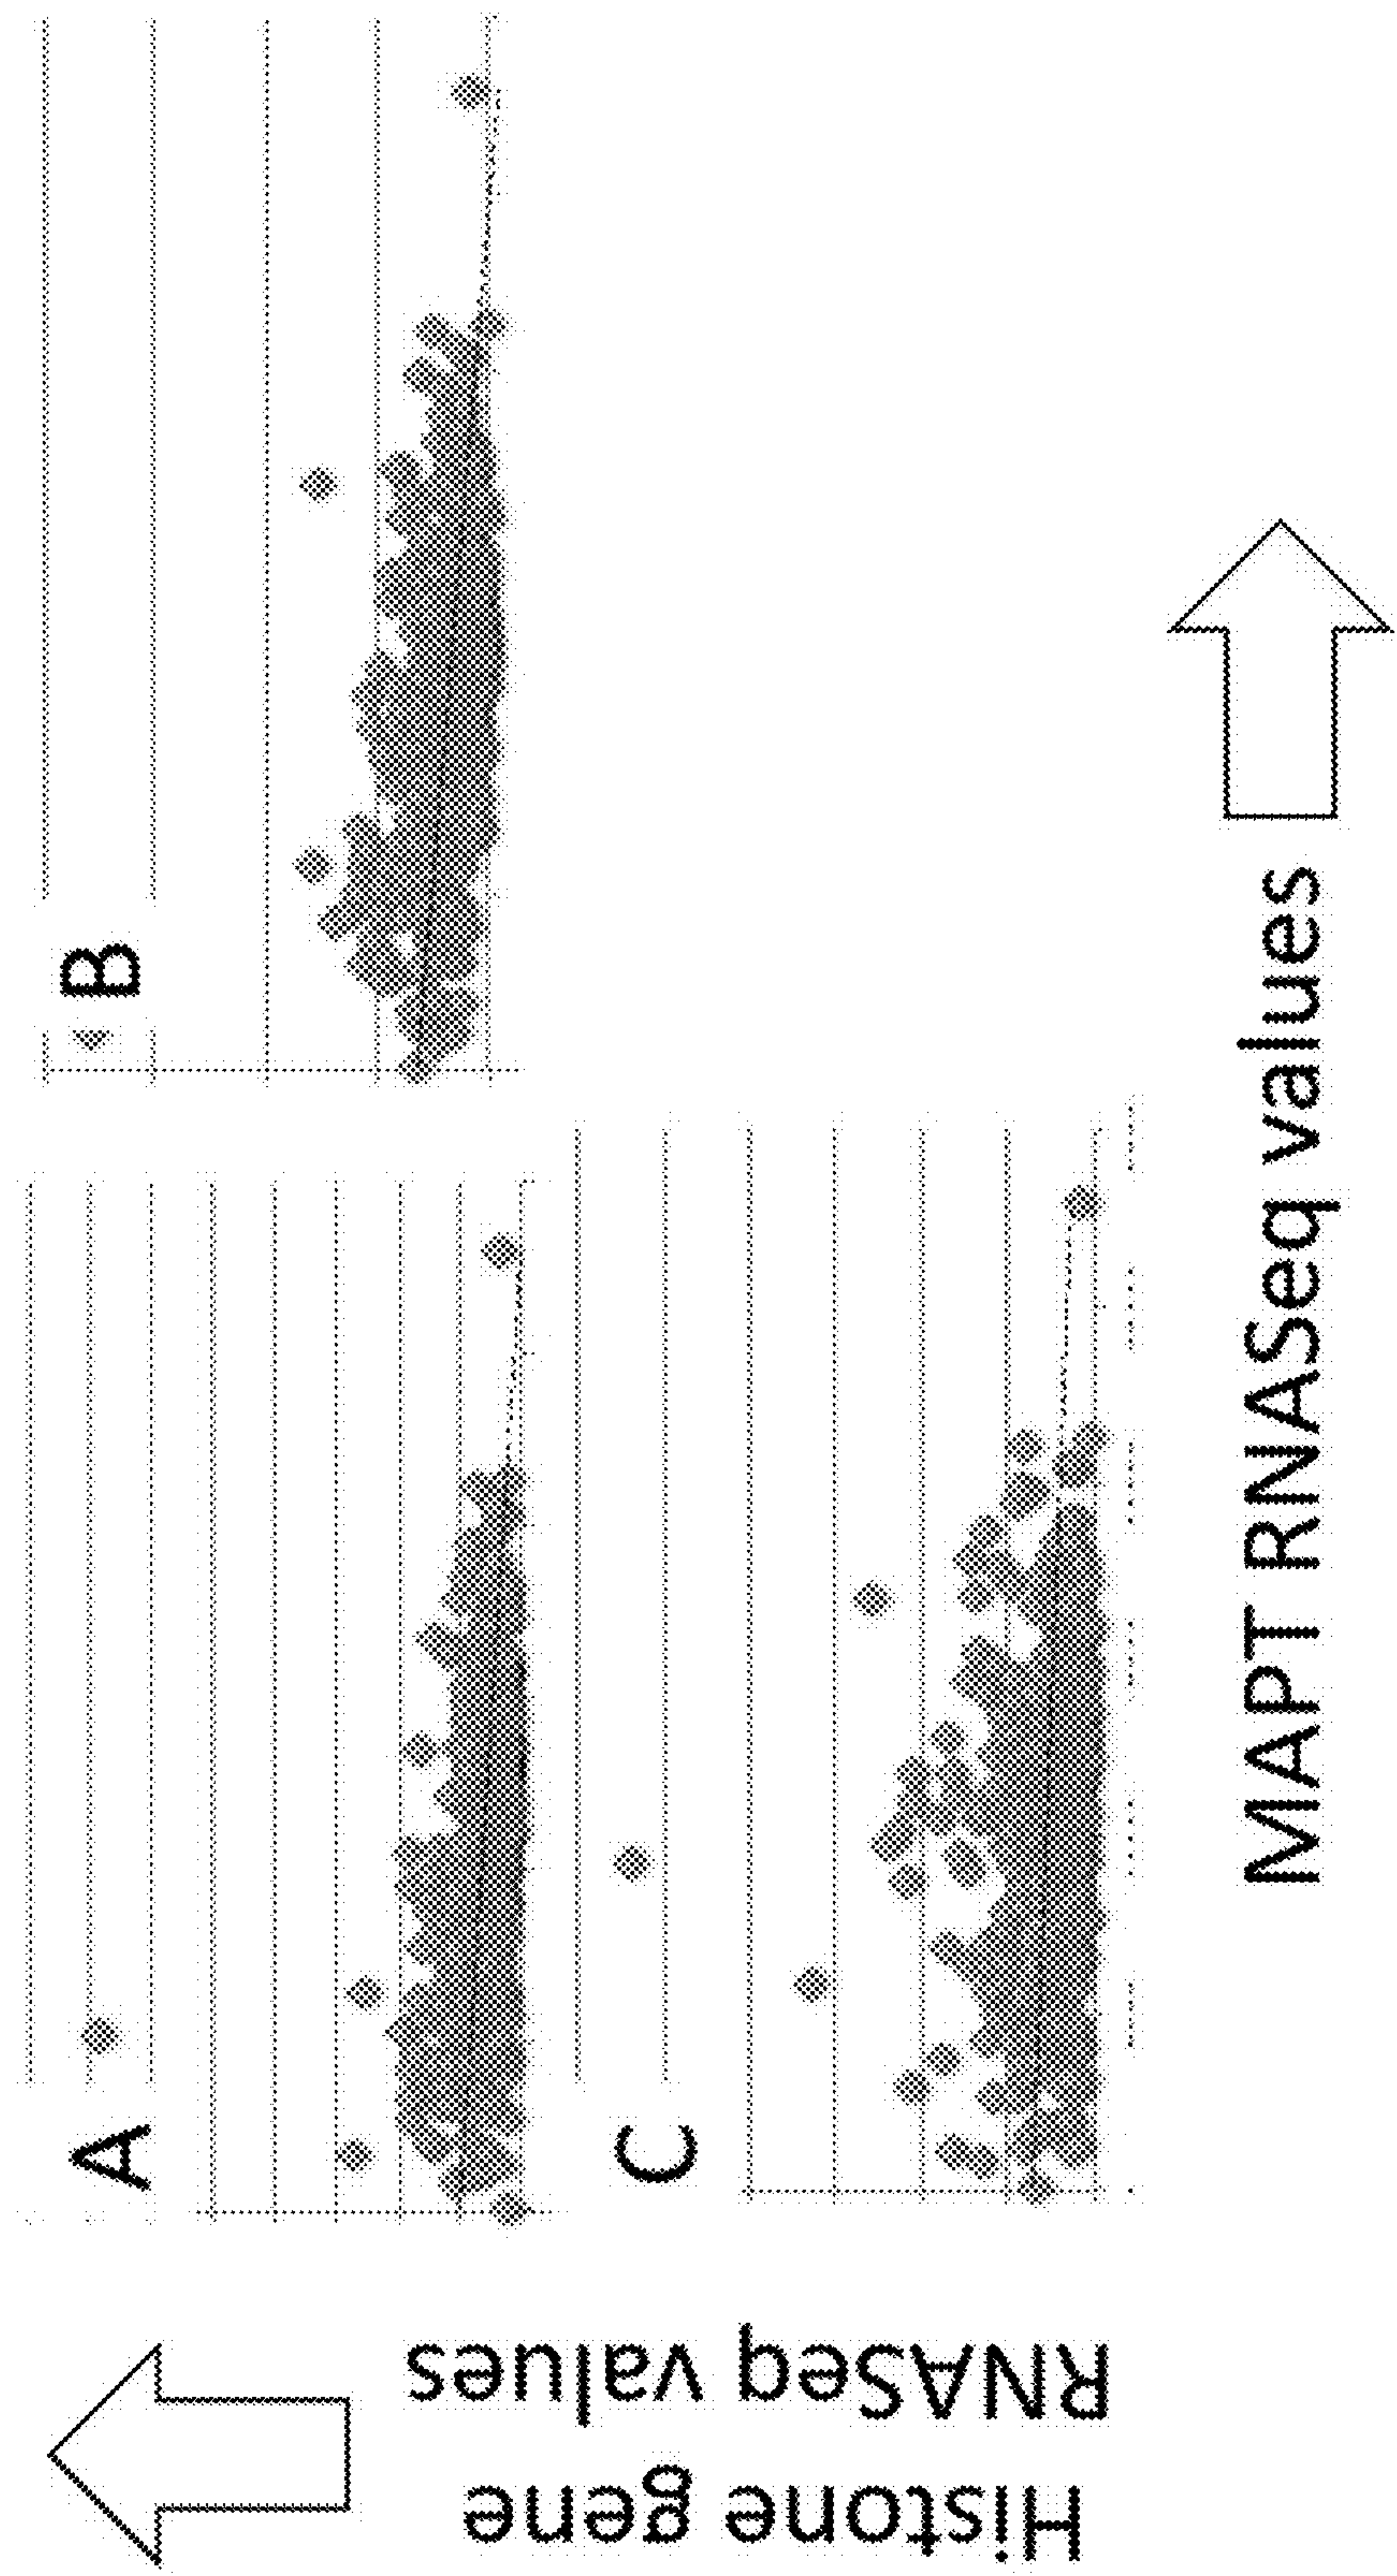 A
B
C
Histone gene
RNASeq values
MAPT RNASeq values